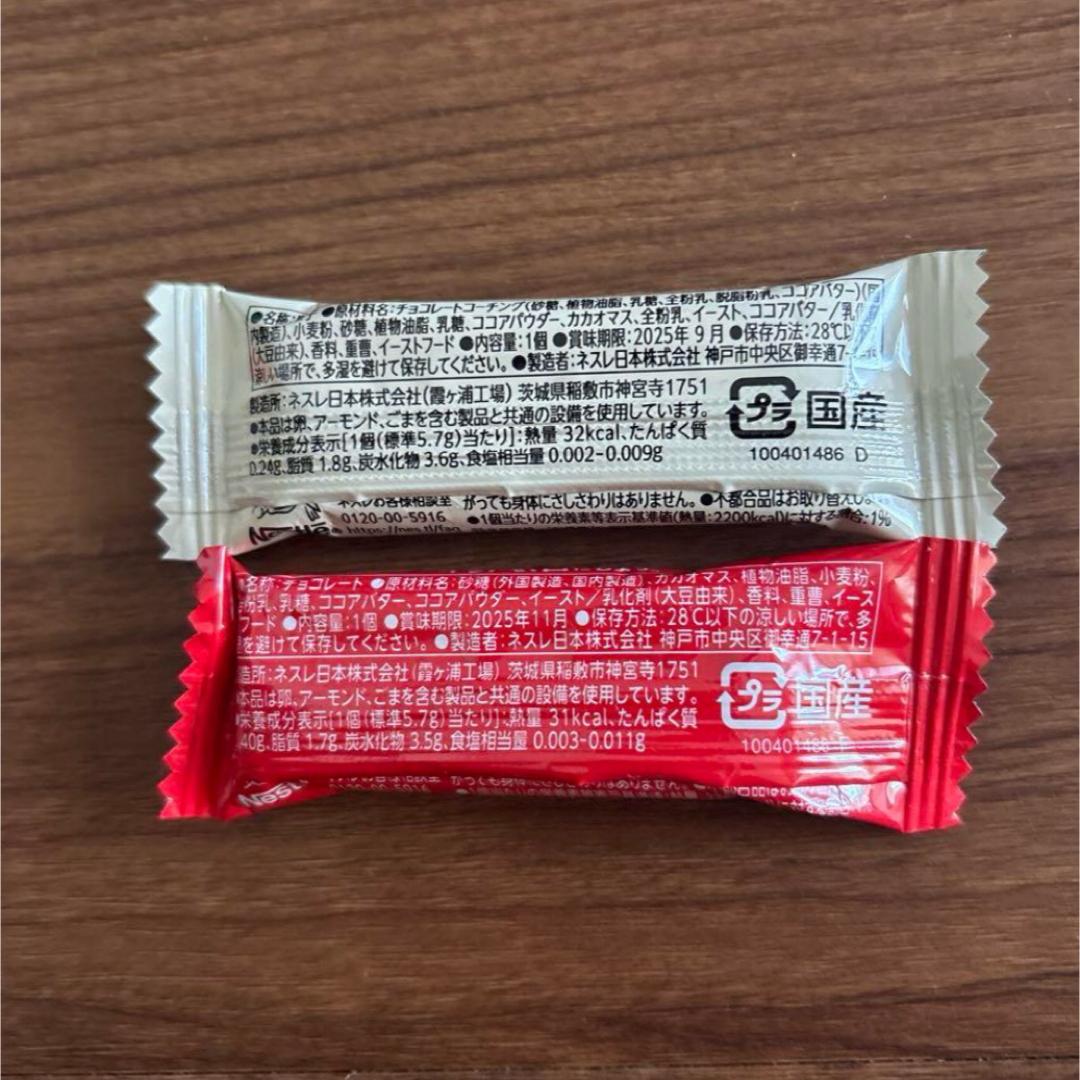 ●名称: ●原材料名:チョコレートコーチング(砂糖、植物油脂、乳糖、全粉乳、脱脂粉乳、ココアバター)(国
内製造)、小麦粉、砂糖、植物油脂、乳糖、ココアパウダー、カカオマス、全粉乳、イースト、ココアバター/乳化
(大豆由来)、香料、重曹、イーストフード ●内容量:1個 ●賞味期限:2025年 9月 ●保存方法:28℃以
涼しい場所で、多湿を避けて保存してください。 ●製造者:ネスレ日本株式会社 神戸市中央区御幸通7-1-15
製造所:ネスレ日本株式会社(霞ヶ浦工場) 茨城県稲敷市神宮寺1751
●本品は卵、アーモンド、ごまを含む製品と共通の設備を使用しています。
●栄養成分表示[1個(標準5.7g)当たり]:熱量 32kcal、たんぱく質
0.24g、脂質 1.8g、炭水化物 3.6g、食塩相当量 0.002-0.009g
プラ 国産
100401486 D
ネスレお客様相談室 がっても身体にさしさわりはありません。 ●不都合品はお取り替えし
0120-00-5916 ●1個当たりの栄養素等表示基準値(熱量:2200kcal)に対する割合:1%
名称:チョコレート ●原材料名:砂糖(外国製造、国内製造)、カカオマス、植物油脂、小麦粉、
粉乳、乳糖、ココアバター、ココアパウダー、イースト/乳化剤(大豆由来)、香料、重曹、イース
フード ●内容量:1個 ●賞味期限:2025年11月 ●保存方法:28℃以下の涼しい場所で、多
を避けて保存してください。 ●製造者:ネスレ日本株式会社 神戸市中央区御幸通7-1-15
造所:ネスレ日本株式会社(霞ヶ浦工場) 茨城県稲敷市神宮寺1751
本品は卵、アーモンド、ごまを含む製品と共通の設備を使用しています。
栄養成分表示[1個(標準5.7g)当たり]:熱量 31kcal、たんぱく質
40g、脂質 1.7g、炭水化物 3.5g、食塩相当量 0.003-0.011g
プラ 国産
100401488